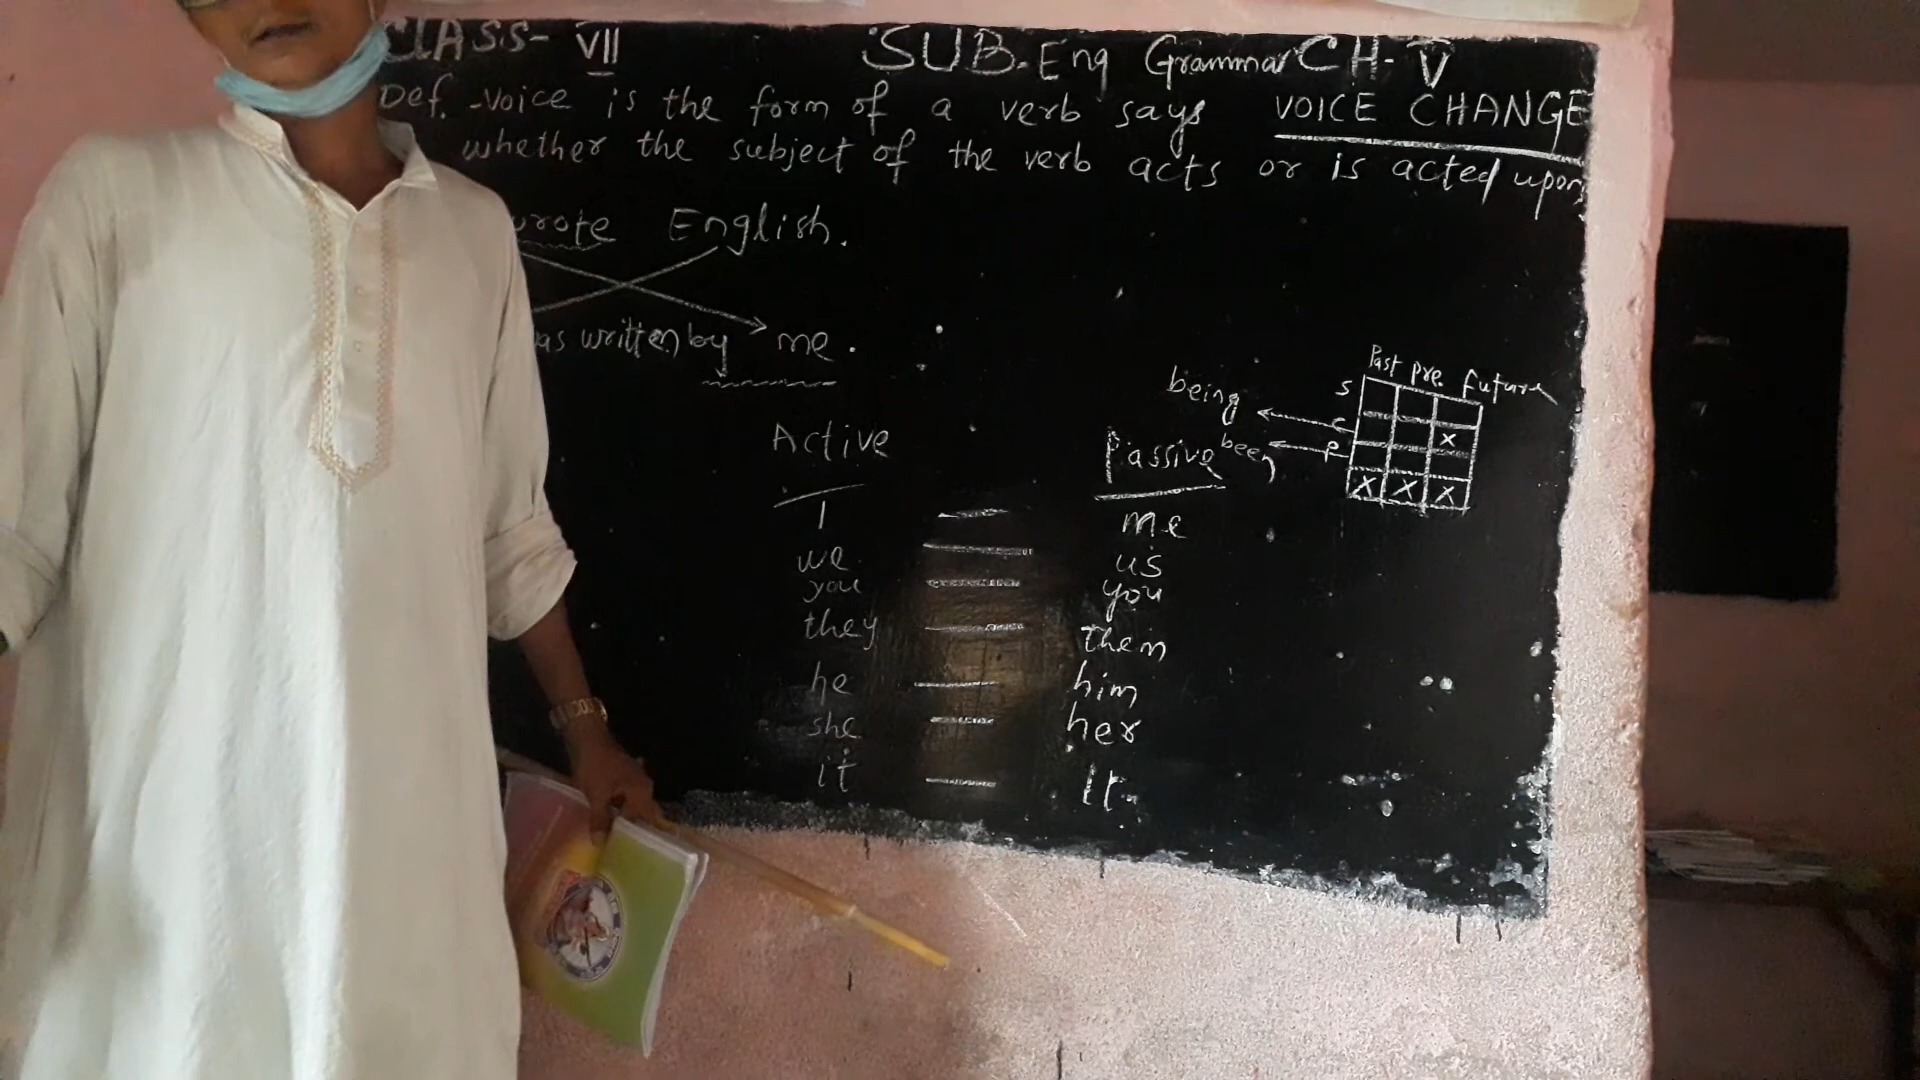 CLASS- VII SUB. Eng Grammar CH- V
Def. -Voice is the form of a verb says VOICE CHANGE
whether the subject of the verb acts or is acted upon
wrote English.
was written by me.
Past pre. future
being S
C X
Active Passive been P
X X X
I — me
we — us
you — you
they — Them
he — him
she — her
it — It.